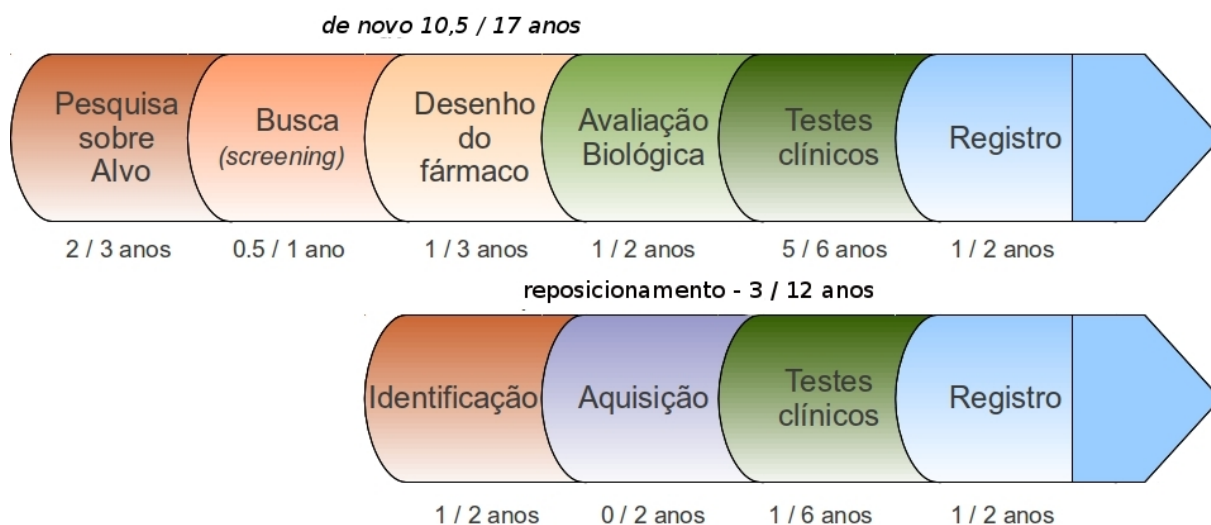 de novo 10,5 / 17 anos
Pesquisa
sobre
Alvo
Busca
(screening)
Desenho
do
fármaco
Avaliação
Biológica
Testes
clínicos
Registro
2 / 3 anos
0.5 / 1 ano
1 / 3 anos
1 / 2 anos
5 / 6 anos
1 / 2 anos
reposicionamento - 3 / 12 anos
Identificação
Aquisição
Testes
clínicos
Registro
1 / 2 anos
0 / 2 anos
1 / 6 anos
1 / 2 anos